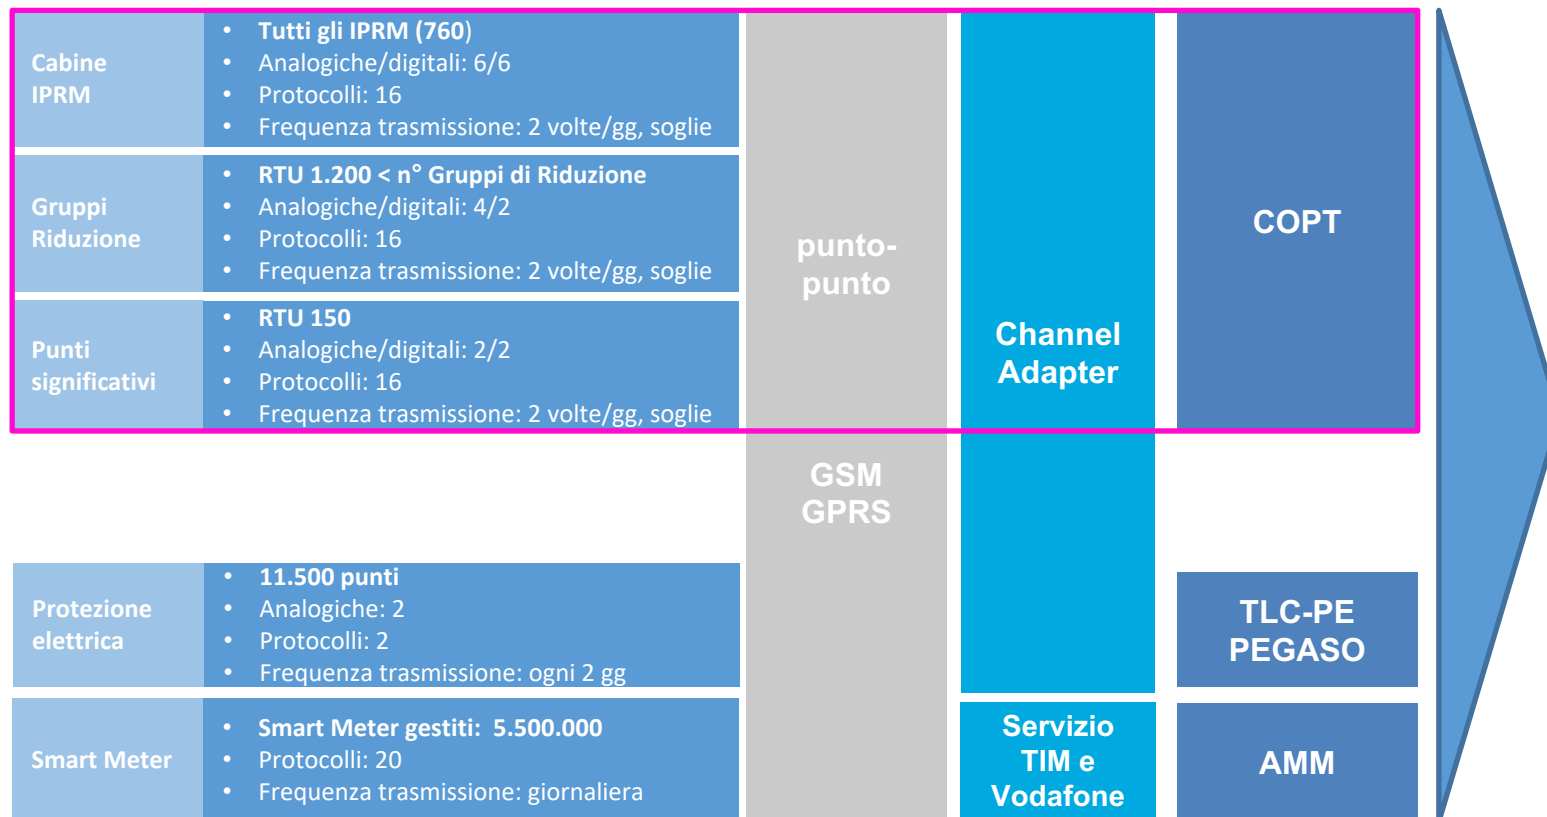 Cabine
IPRM
• Tutti gli IPRM (760)
• Analogiche/digitali: 6/6
• Protocolli: 16
• Frequenza trasmissione: 2 volte/gg, soglie
Gruppi
Riduzione
• RTU 1.200 < n° Gruppi di Riduzione
• Analogiche/digitali: 4/2
• Protocolli: 16
• Frequenza trasmissione: 2 volte/gg, soglie
Punti
significativi
• RTU 150
• Analogiche/digitali: 2/2
• Protocolli: 16
• Frequenza trasmissione: 2 volte/gg, soglie
Protezione
elettrica
• 11.500 punti
• Analogiche: 2
• Protocolli: 2
• Frequenza trasmissione: ogni 2 gg
Smart Meter
• Smart Meter gestiti: 5.500.000
• Protocolli: 20
• Frequenza trasmissione: giornaliera
punto-
punto
GSM
GPRS
Channel
Adapter
Servizio
TIM e
Vodafone
COPT
TLC-PE
PEGASO
AMM